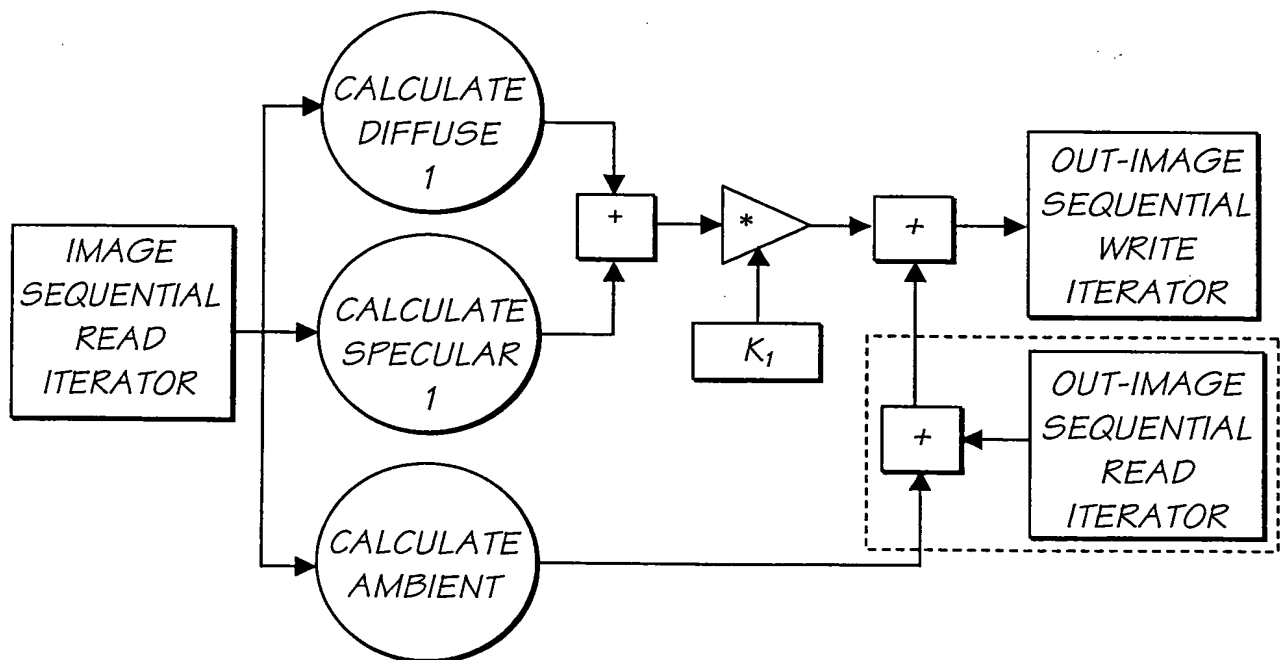 CALCULATE
DIFFUSE
1
IMAGE
SEQUENTIAL
READ
ITERATOR
CALCULATE
SPECULAR
1
CALCULATE
AMBIENT
+
*
K₁
+
OUT-IMAGE
SEQUENTIAL
WRITE
ITERATOR
+
OUT-IMAGE
SEQUENTIAL
READ
ITERATOR